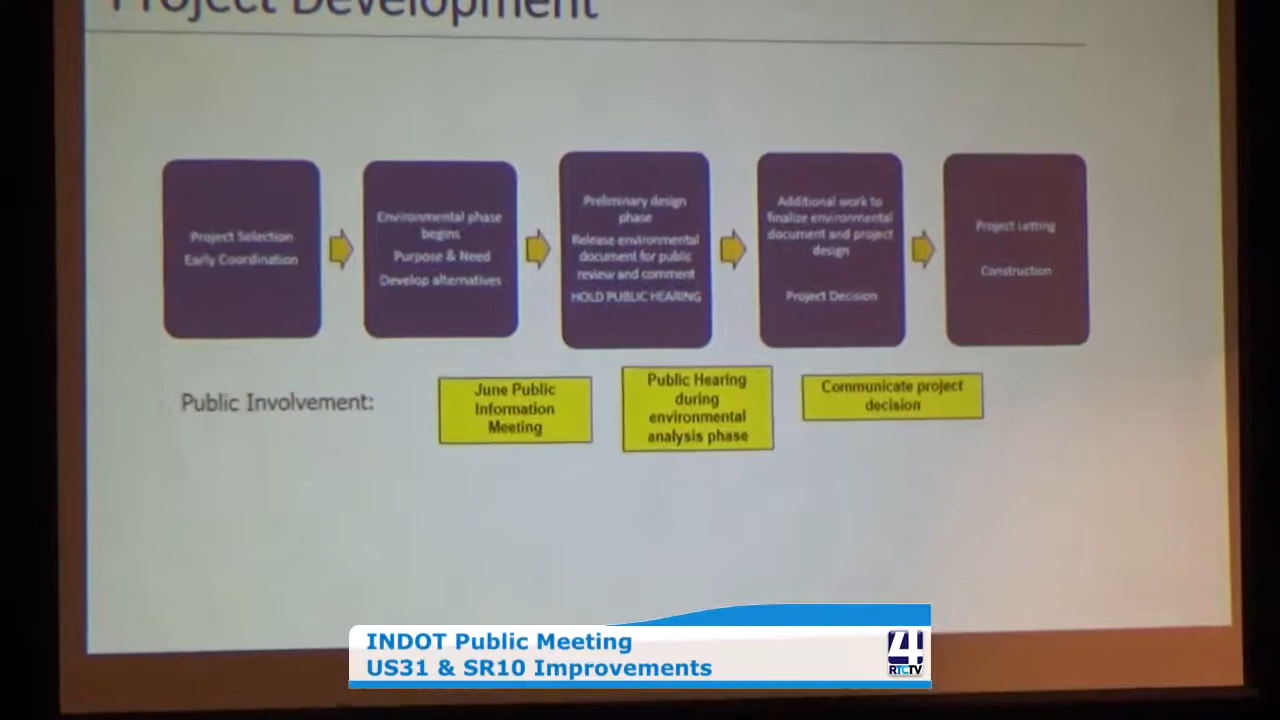 Project Development
Project Selection
Early Coordination
Environmental phase
begins
Purpose & Need
Develop alternatives
Preliminary design
phase
Release environmental
document for public
review and comment
HOLD PUBLIC HEARING
Additional work to
finalize environmental
document and project
design
Project Decision
Project Letting
Construction
Public Involvement:
June Public
Information
Meeting
Public Hearing
during
environmental
analysis phase
Communicate project
decision
INDOT Public Meeting
US31 & SR10 Improvements
4
RTCTV